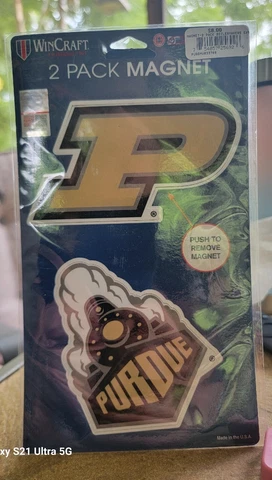 WINCRAFT
2 PACK MAGNET
P
®
PUSH TO
REMOVE
MAGNET
PURDUE
®
Made in the U.S.A.
xy S21 Ultra 5G